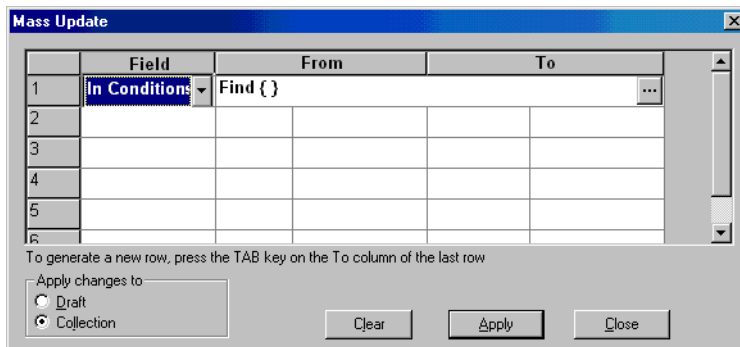 Mass Update
Field From To
1 In Conditions Find { } ...
2
3
4
5
6
To generate a new row, press the TAB key on the To column of the last row
Apply changes to
Draft
Collection
Clear Apply Close